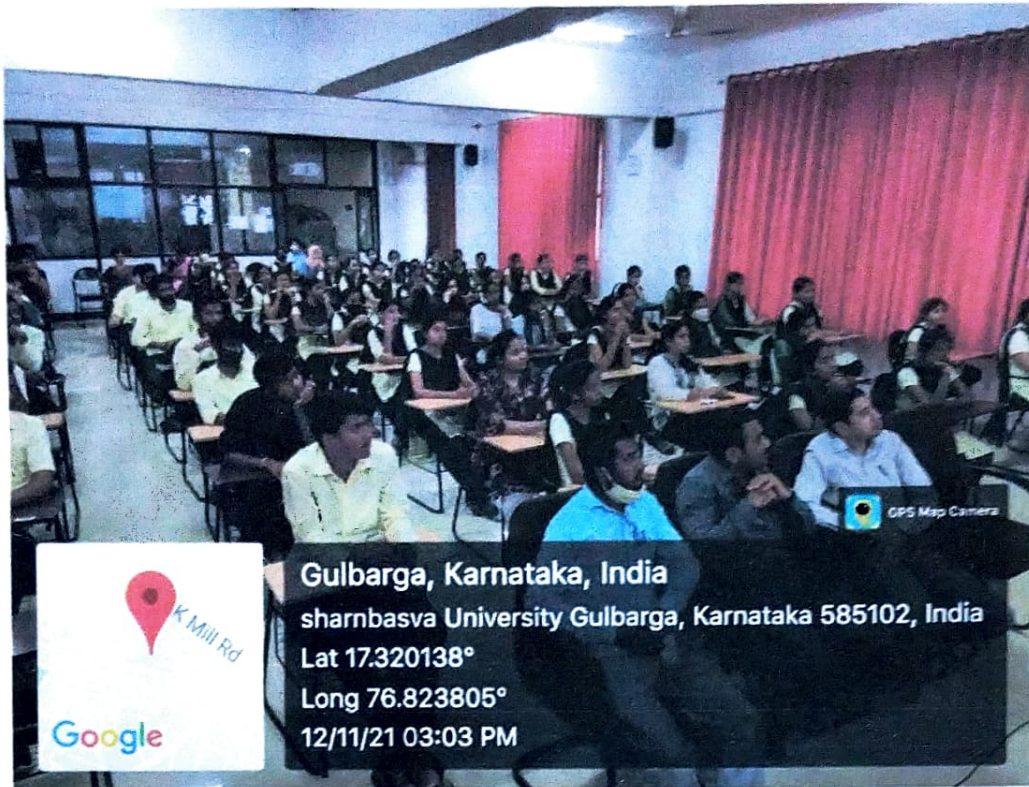 GPS Map Camera
K Mill Rd
Google
Gulbarga, Karnataka, India
sharnbasva University Gulbarga, Karnataka 585102, India
Lat 17.320138°
Long 76.823805°
12/11/21 03:03 PM